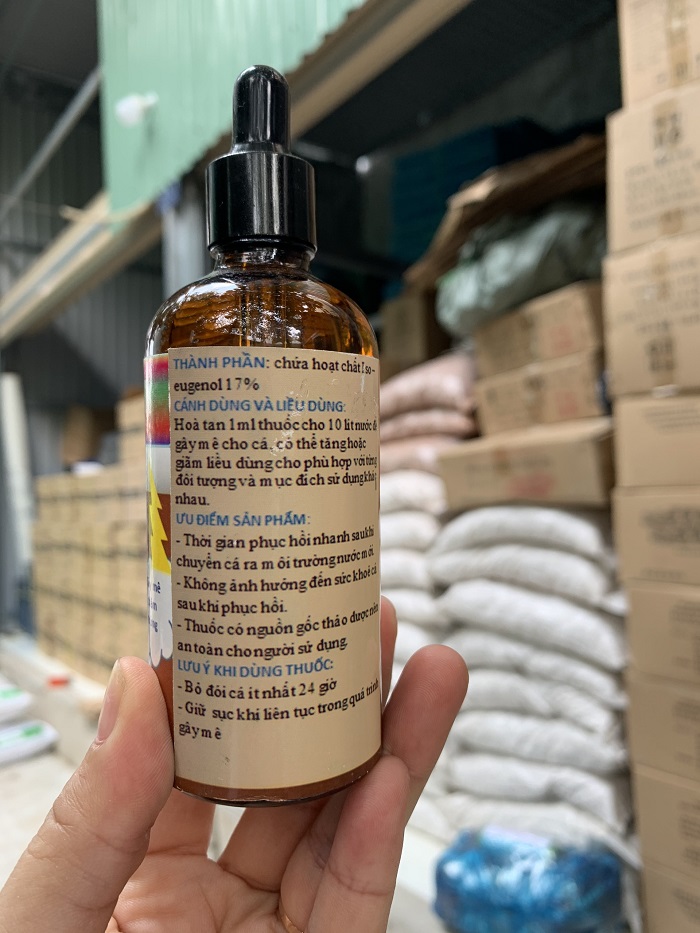 THÀNH PHẦN: chứa hoạt chất Iso –
eugenol 17%
CÁNH DÙNG VÀ LIỀU DÙNG:
Hoà tan 1ml thuốc cho 10 lít nước để
gây mê cho cá. có thể tăng hoặc
giãm liều dùng cho phù hợp với từng
đối tượng và mục đích sử dụng khác
nhau.
ƯU ĐIỂM SẢN PHẨM:
- Thời gian phục hồi nhanh sau khi
chuyển cá ra môi trường nước mới.
- Không ảnh hưởng đến sức khoẻ cá
sau khi phục hồi.
- Thuốc có nguồn gốc thảo dược nên
an toàn cho người sử dụng.
LƯU Ý KHI DÙNG THUỐC:
- Bỏ đói cá ít nhất 24 giờ
- Giữ sục khí liên tục trong quá trình
gây mê